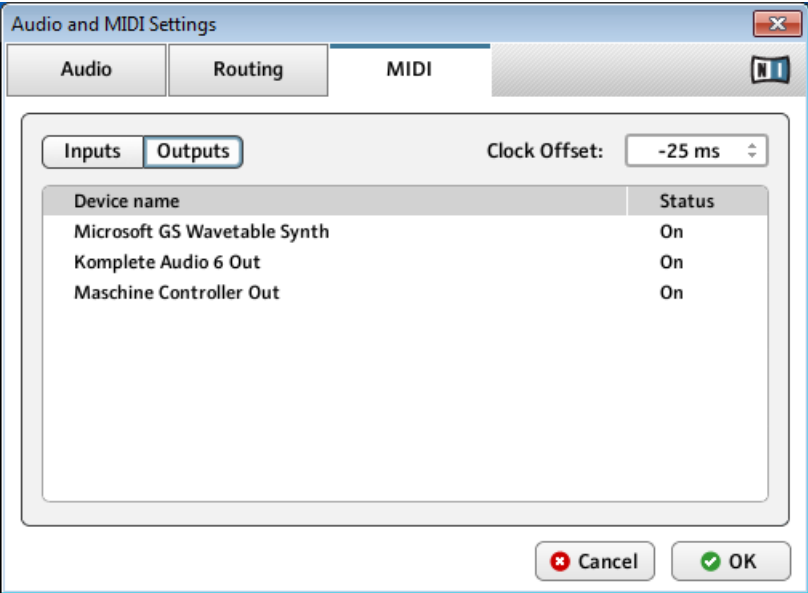 Audio and MIDI Settings
Audio Routing MIDI NI
Inputs Outputs Clock Offset: -25 ms
Device name Status
Microsoft GS Wavetable Synth On
Komplete Audio 6 Out On
Maschine Controller Out On
Cancel OK